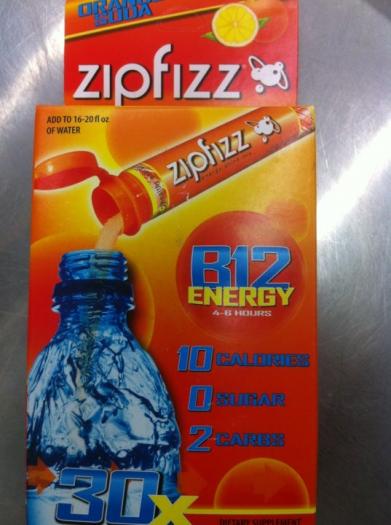 ORANGE
SODA
zipfizz
ADD TO 16-20 fl oz
OF WATER
zipfizz
B12
ENERGY
4-6 HOURS
10 CALORIES
0 SUGAR
2 CARBS
30x
DIETARY SUPPLEMENT